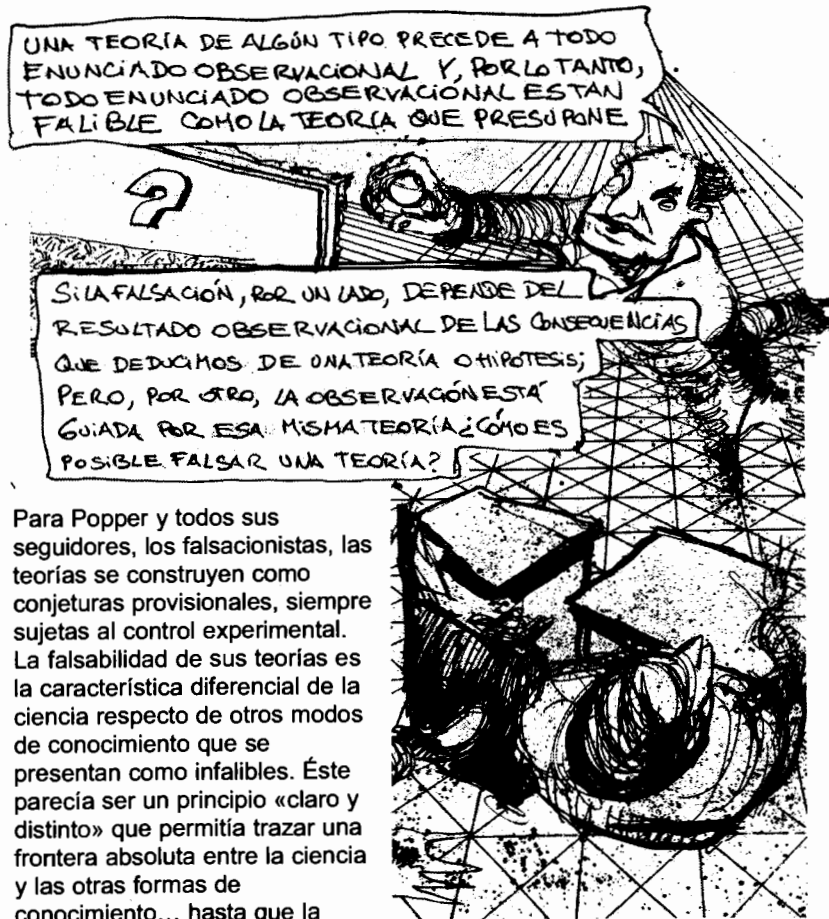 UNA TEORÍA DE ALGÚN TIPO PRECEDE A TODO
ENUNCIADO OBSERVACIONAL Y, POR LO TANTO,
TODO ENUNCIADO OBSERVACIONAL ES TAN
FALIBLE COMO LA TEORÍA QUE PRESUPONE
?
SI LA FALSACIÓN, POR UN LADO, DEPENDE DEL
RESULTADO OBSERVACIONAL DE LAS CONSECUENCIAS
QUE DEDUCIMOS DE UNA TEORÍA O HIPOTESIS;
PERO, POR OTRO, LA OBSERVACIÓN ESTÁ
GUIADA POR ESA MISMA TEORÍA ¿CÓMO ES
POSIBLE FALSAR UNA TEORÍA?
Para Popper y todos sus
seguidores, los falsacionistas, las
teorías se construyen como
conjeturas provisionales, siempre
sujetas al control experimental.
La falsabilidad de sus teorías es
la característica diferencial de la
ciencia respecto de otros modos
de conocimiento que se
presentan como infalibles. Éste
parecía ser un principio «claro y
distinto» que permitía trazar una
frontera absoluta entre la ciencia
y las otras formas de
conocimiento... hasta que la